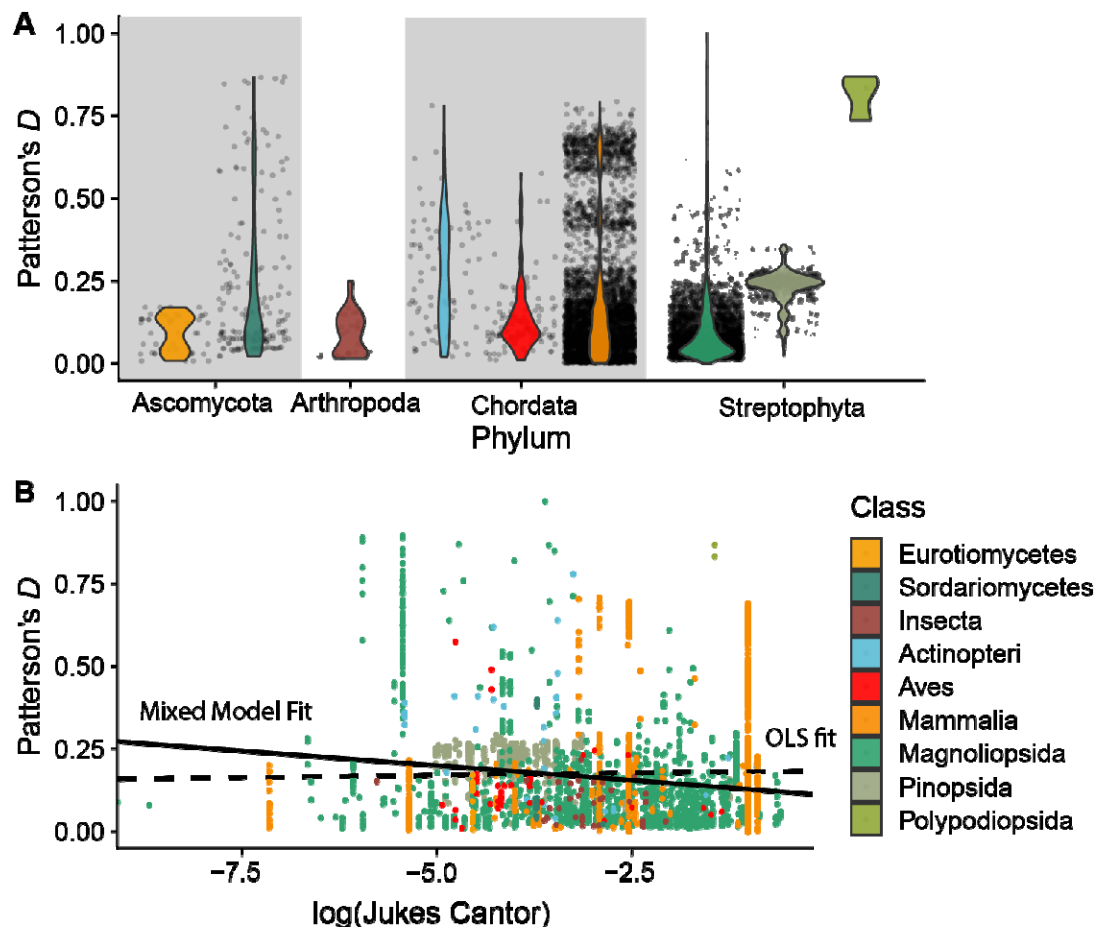 A
Patterson's D
1.00
0.75
0.50
0.25
0.00
Ascomycota Arthropoda Chordata Streptophyta
Phylum
B
Patterson's D
1.00
0.75
0.50
0.25
0.00
Mixed Model Fit
OLS fit
-7.5 -5.0 -2.5
log(Jukes Cantor)
Class
Eurotiomycetes
Sordariomycetes
Insecta
Actinopteri
Aves
Mammalia
Magnoliopsida
Pinopsida
Polypodiopsida